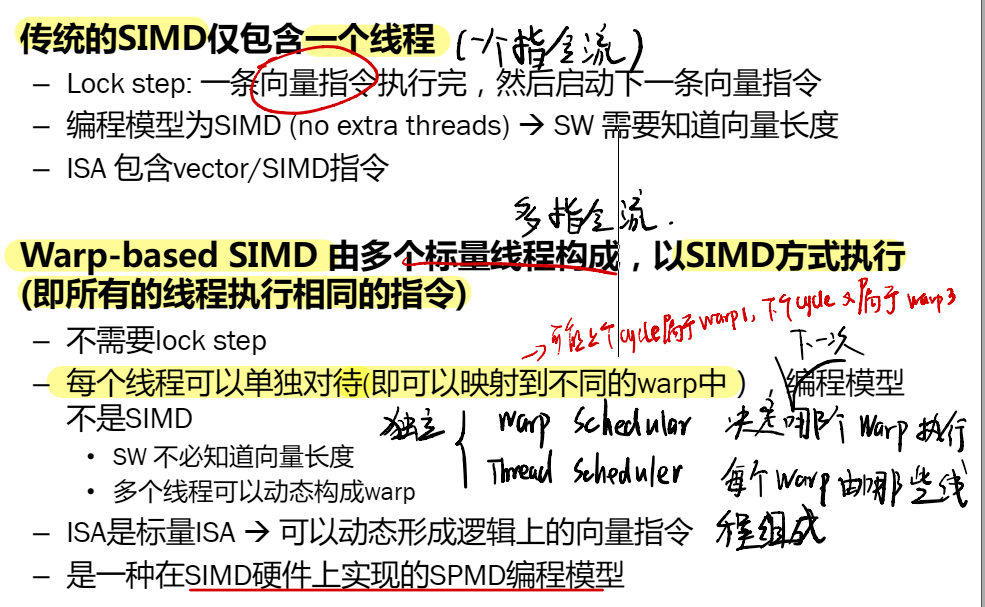 传统的SIMD仅包含一个线程 (一个指令流)
– Lock step: 一条向量指令执行完，然后启动下一条向量指令
– 编程模型为SIMD (no extra threads) → SW 需要知道向量长度
– ISA 包含vector/SIMD指令
多指令流.
Warp-based SIMD 由多个标量线程构成，以SIMD方式执行
(即所有的线程执行相同的指令)
→可能上个cycle属于warp1, 下个cycle又属于warp3
– 不需要lock step
下一次
– 每个线程可以单独对待(即可以映射到不同的warp中)，编程模型
不是SIMD
独立 { Warp Schedular 决定哪个Warp执行
• SW 不必知道向量长度
Thread Scheduler 每个Warp由哪些线
• 多个线程可以动态构成warp
– ISA是标量ISA → 可以动态形成逻辑上的向量指令
程组成
– 是一种在SIMD硬件上实现的SPMD编程模型